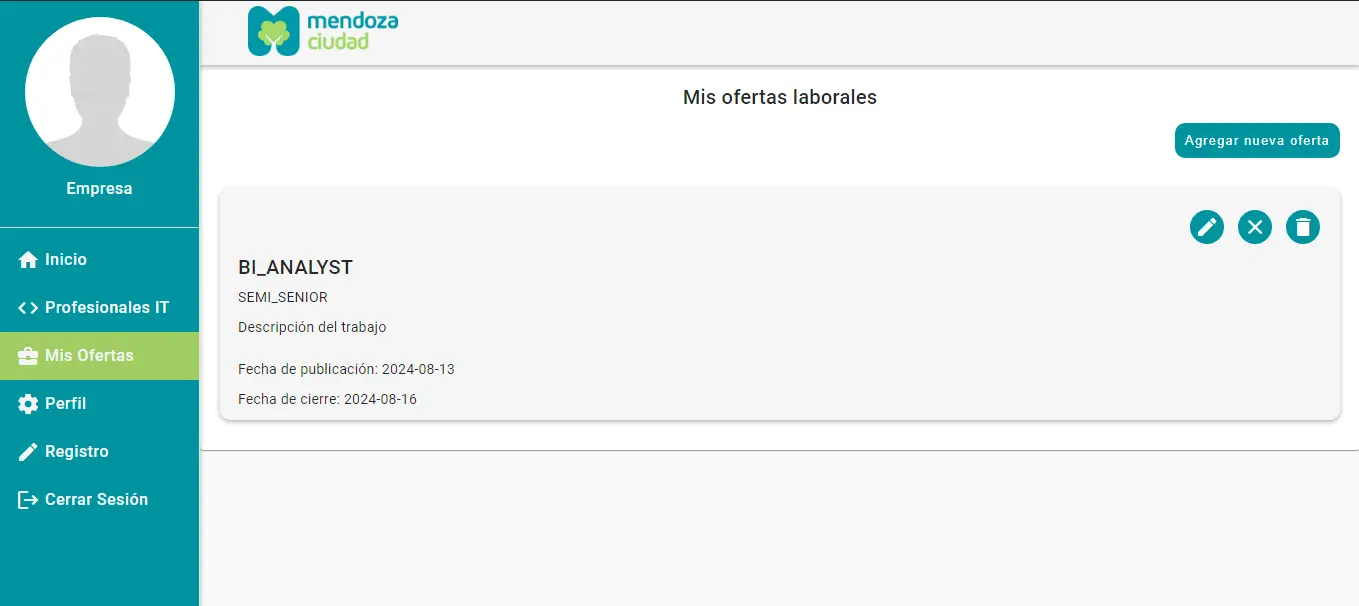 mendoza
ciudad
Empresa
Inicio
Profesionales IT
Mis Ofertas
Perfil
Registro
Cerrar Sesión
Mis ofertas laborales
Agregar nueva oferta
BI_ANALYST
SEMI_SENIOR
Descripción del trabajo
Fecha de publicación: 2024-08-13
Fecha de cierre: 2024-08-16